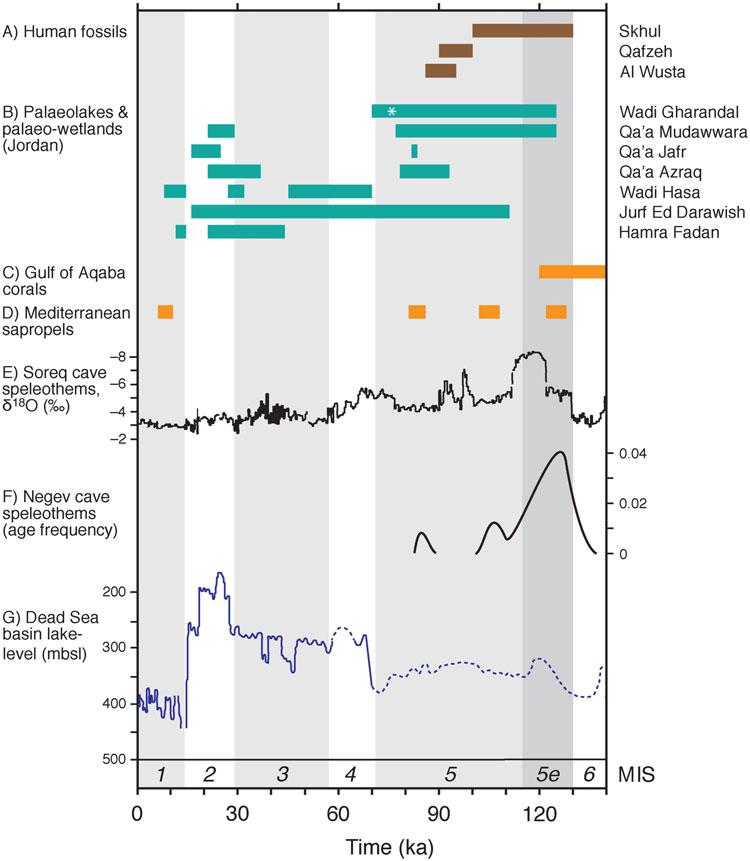 A) Human fossils
Skhul
Qafzeh
Al Wusta
B) Palaeolakes &
palaeo-wetlands
(Jordan)
*
Wadi Gharandal
Qa'a Mudawwara
Qa'a Jafr
Qa'a Azraq
Wadi Hasa
Jurf Ed Darawish
Hamra Fadan
C) Gulf of Aqaba
corals
D) Mediterranean
sapropels
E) Soreq cave
speleothems,
δ18O (‰)
–8
–6
–4
–2
F) Negev cave
speleothems
(age frequency)
0.04
0.02
0
G) Dead Sea
basin lake-
level (mbsl)
200
300
400
500
1 2 3 4 5 5e 6 MIS
0 30 60 90 120
Time (ka)